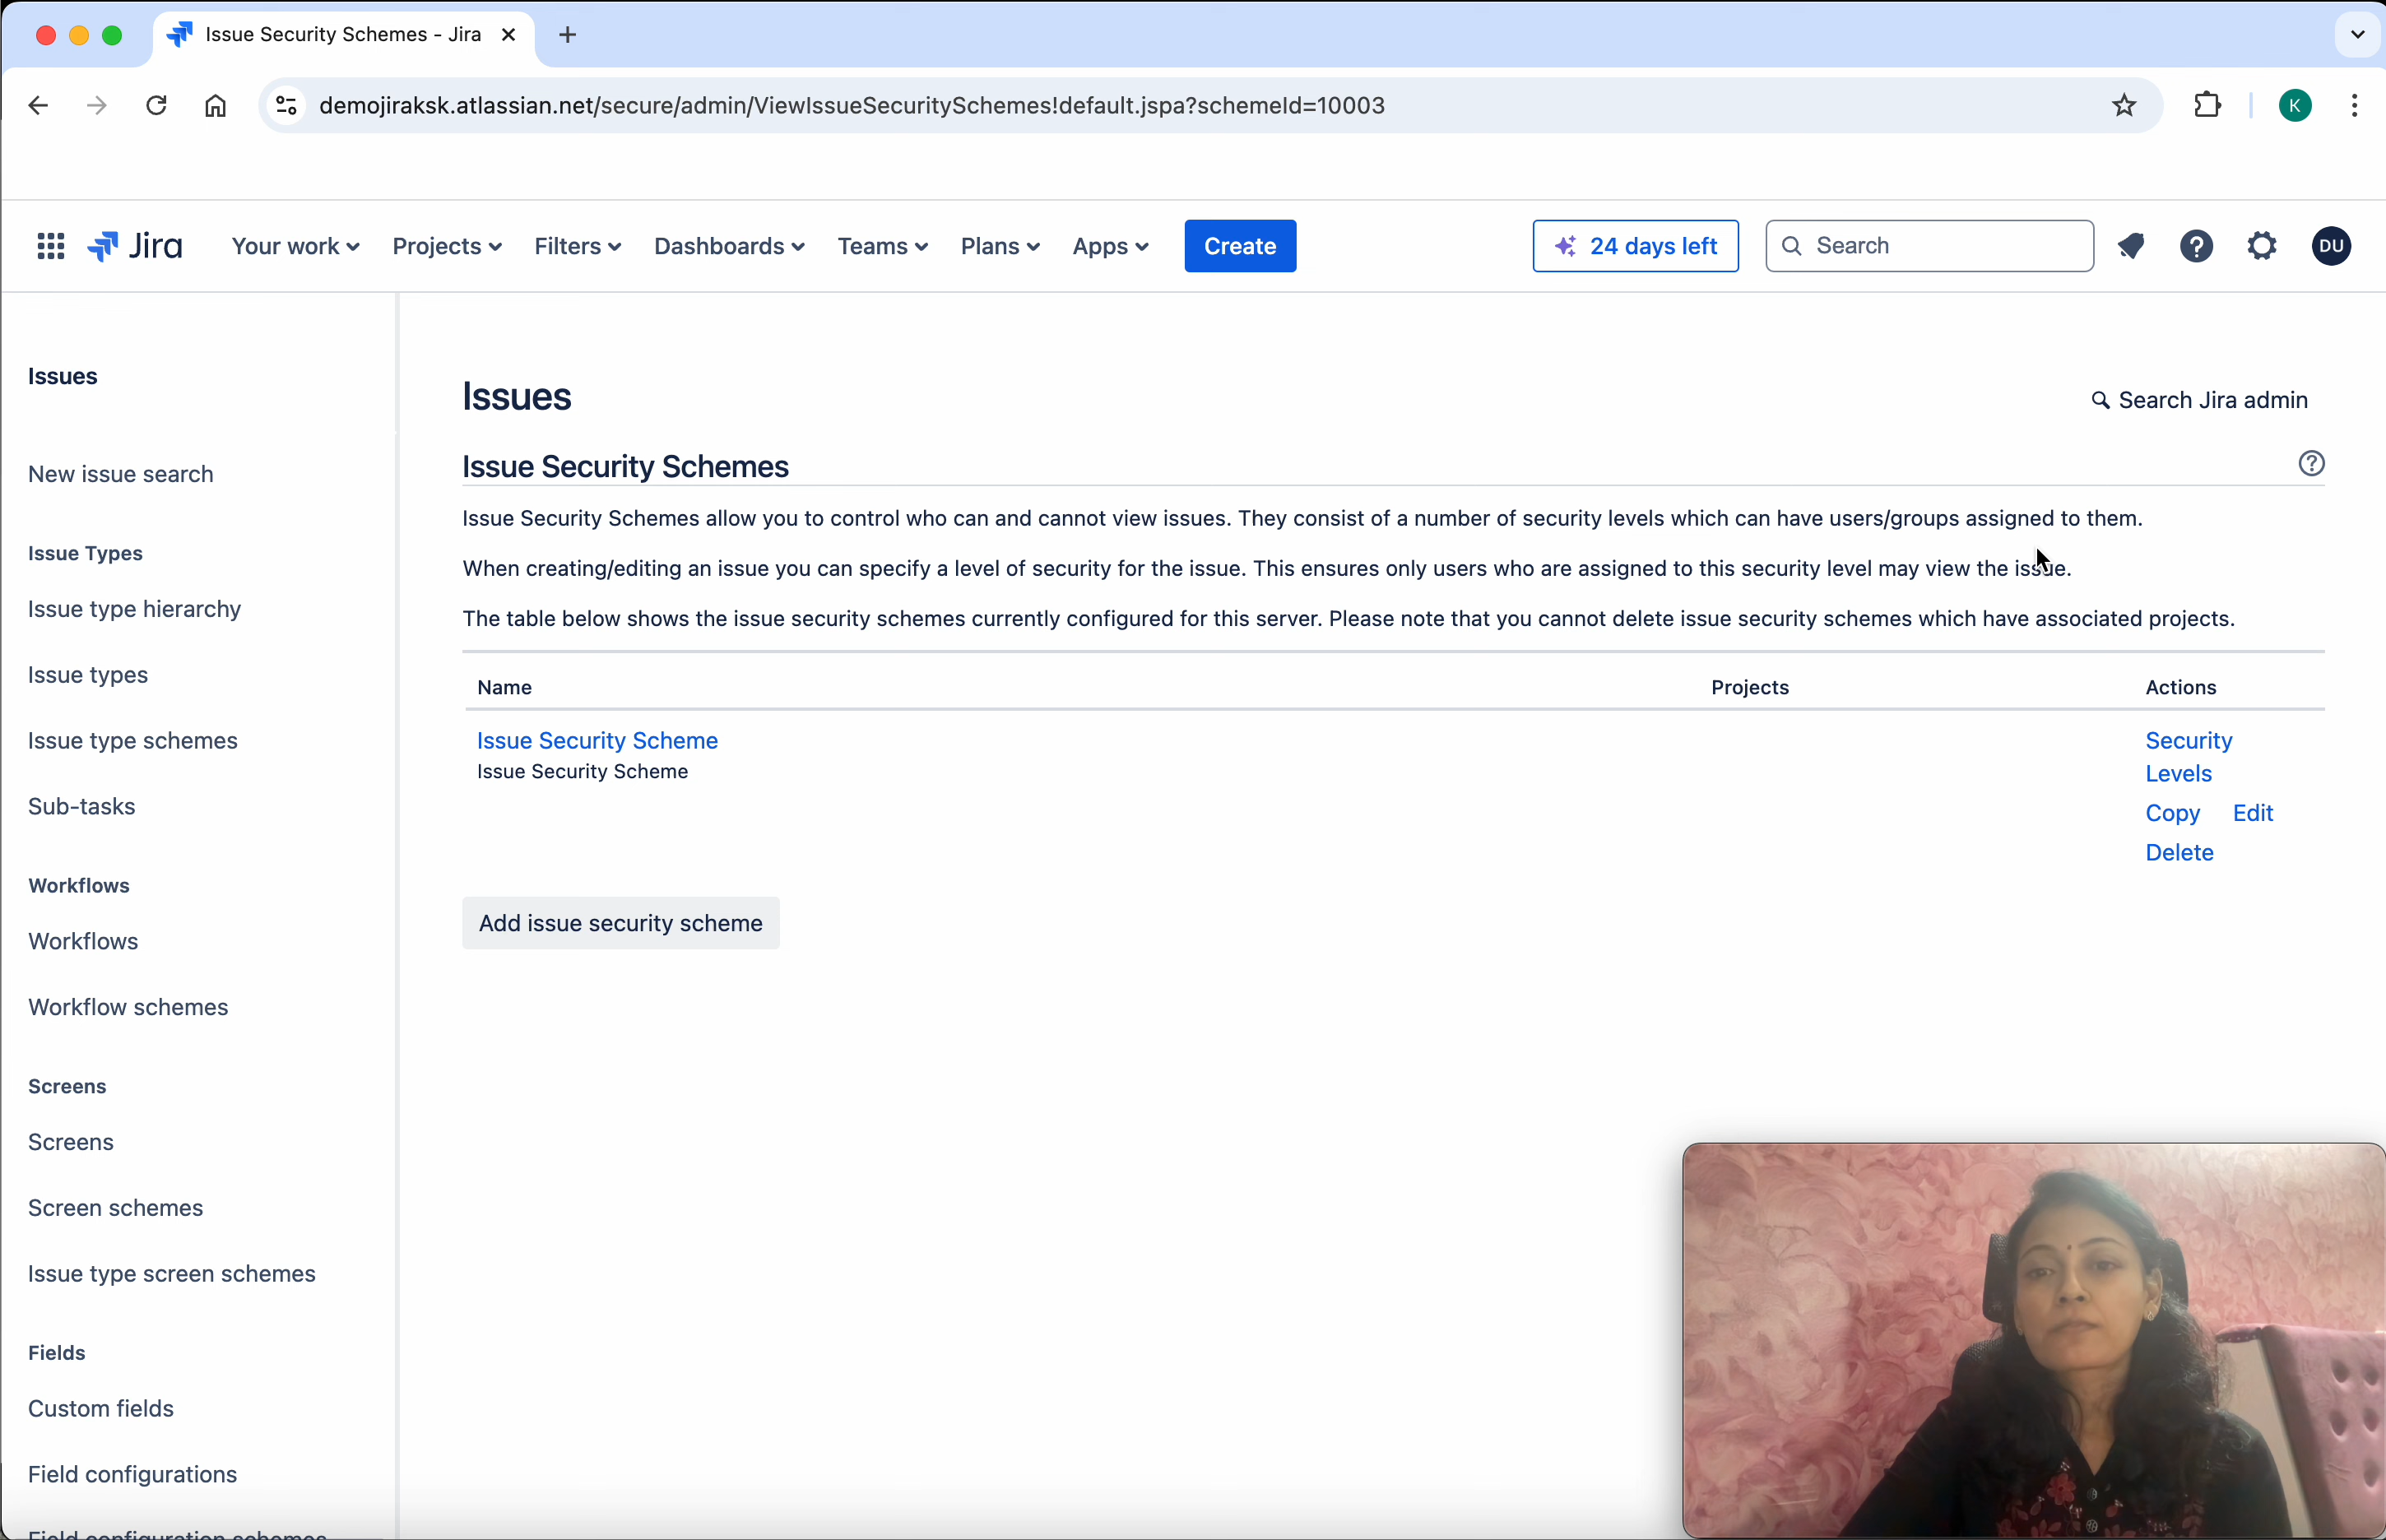 Issue Security Schemes - Jira
demojiraksk.atlassian.net/secure/admin/ViewIssueSecuritySchemes!default.jspa?schemeId=10003
K
Jira
Your work
Projects
Filters
Dashboards
Teams
Plans
Apps
Create
24 days left
Search
DU
Issues
New issue search
Issue Types
Issue type hierarchy
Issue types
Issue type schemes
Sub-tasks
Workflows
Workflows
Workflow schemes
Screens
Screens
Screen schemes
Issue type screen schemes
Fields
Custom fields
Field configurations
Field configuration schemes
Issues
Search Jira admin
Issue Security Schemes
Issue Security Schemes allow you to control who can and cannot view issues. They consist of a number of security levels which can have users/groups assigned to them.
When creating/editing an issue you can specify a level of security for the issue. This ensures only users who are assigned to this security level may view the issue.
The table below shows the issue security schemes currently configured for this server. Please note that you cannot delete issue security schemes which have associated projects.
Name Projects Actions
Issue Security Scheme
Issue Security Scheme
Security
Levels
Copy Edit
Delete
Add issue security scheme